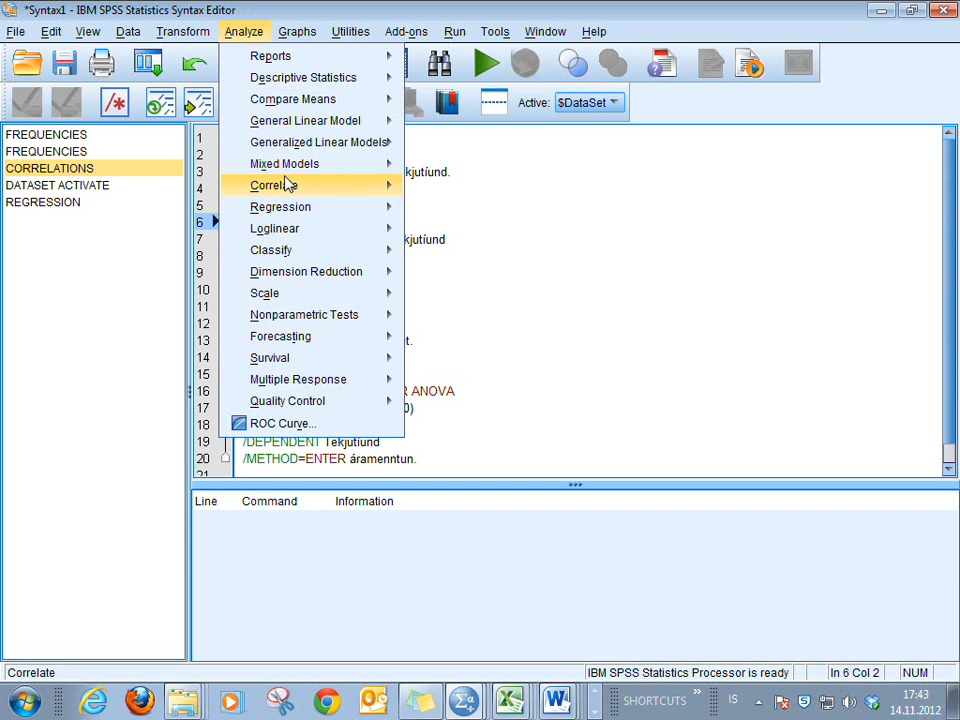 *Syntax1 - IBM SPSS Statistics Syntax Editor
File Edit View Data Transform Analyze Graphs Utilities Add-ons Run Tools Window Help
Active: $DataSet
Reports
Descriptive Statistics
Compare Means
General Linear Model
Generalized Linear Models
Mixed Models
Correlate
Regression
Loglinear
Classify
Dimension Reduction
Scale
Nonparametric Tests
Forecasting
Survival
Multiple Response
Quality Control
ROC Curve...
FREQUENCIES
FREQUENCIES
CORRELATIONS
DATASET ACTIVATE
REGRESSION
1
2
3 kjutíund.
4
5
6
7 kjutíund
8
9
10
11
12
13 et.
14
15
16 R ANOVA
17 0)
18
19 /DEPENDENT Tekjutíund
20 /METHOD=ENTER áramenntun.
21
Line Command Information
Correlate
IBM SPSS Statistics Processor is ready
In 6 Col 2
NUM
SHORTCUTS »
IS
17:43
14.11.2012